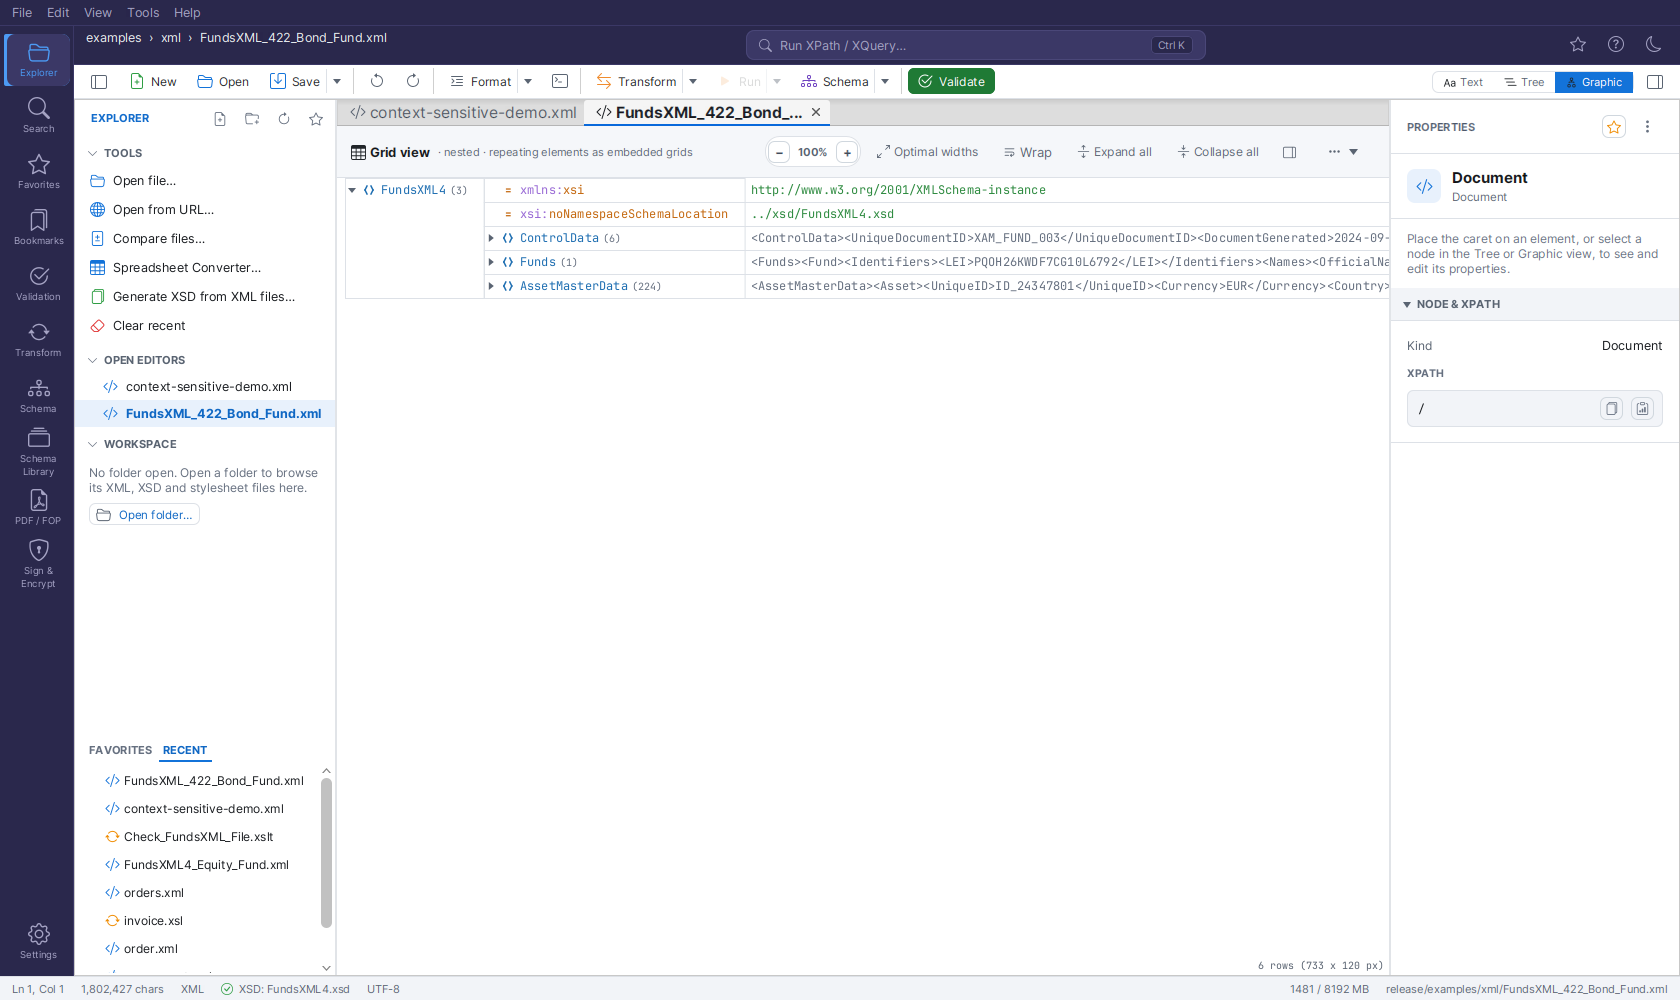 File Edit View Tools Help
examples › xml › FundsXML_422_Bond_Fund.xml
Run XPath / XQuery... Ctrl K
New Open Save Format Transform Run Schema Validate
Aa Text Tree Graphic
Explorer
Search
Favorites
Bookmarks
Validation
Transform
Schema
Schema Library
PDF / FOP
Sign & Encrypt
Settings
EXPLORER
TOOLS
Open file...
Open from URL...
Compare files...
Spreadsheet Converter...
Generate XSD from XML files...
Clear recent
OPEN EDITORS
context-sensitive-demo.xml
FundsXML_422_Bond_Fund.xml
WORKSPACE
No folder open. Open a folder to browse
its XML, XSD and stylesheet files here.
Open folder...
FAVORITES RECENT
FundsXML_422_Bond_Fund.xml
context-sensitive-demo.xml
Check_FundsXML_File.xslt
FundsXML4_Equity_Fund.xml
orders.xml
invoice.xsl
order.xml
context-sensitive-demo.xml FundsXML_422_Bond_...
Grid view · nested · repeating elements as embedded grids − 100% + Optimal widths Wrap Expand all Collapse all
FundsXML4 (3) = xmlns:xsi http://www.w3.org/2001/XMLSchema-instance
= xsi:noNamespaceSchemaLocation ../xsd/FundsXML4.xsd
ControlData (6) <ControlData><UniqueDocumentID>XAM_FUND_003</UniqueDocumentID><DocumentGenerated>2024-09-
Funds (1) <Funds><Fund><Identifiers><LEI>PQOH26KWDF7CG10L6792</LEI></Identifiers><Names><OfficialNa
AssetMasterData (224) <AssetMasterData><Asset><UniqueID>ID_24347801</UniqueID><Currency>EUR</Currency><Country>
6 rows (733 x 120 px)
PROPERTIES
Document
Document
Place the caret on an element, or select a
node in the Tree or Graphic view, to see and
edit its properties.
NODE & XPATH
Kind Document
XPATH
/
Ln 1, Col 1 1,802,427 chars XML XSD: FundsXML4.xsd UTF-8 1481 / 8192 MB release/examples/xml/FundsXML_422_Bond_Fund.xml